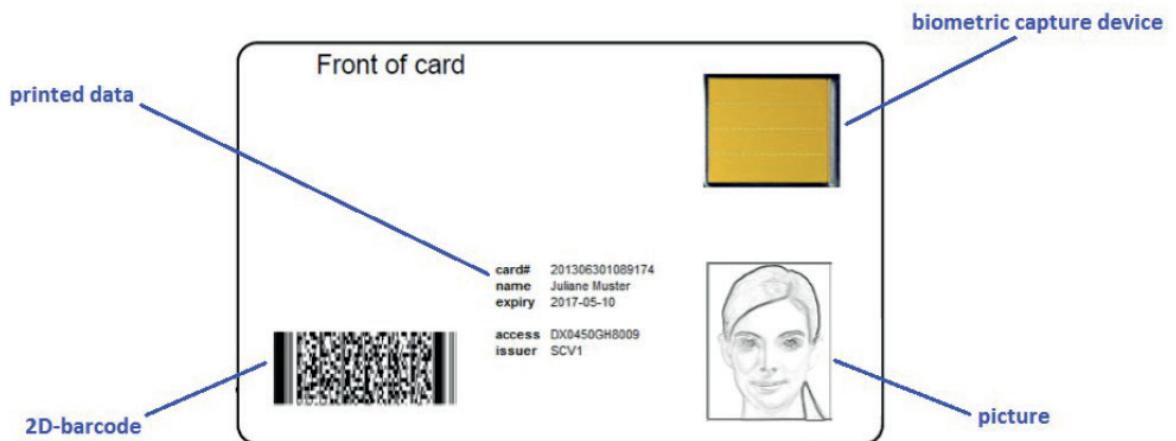 biometric capture device
Front of card
printed data
card# 201306301089174
name Juliane Muster
expiry 2017-05-10
access DX0450GH8009
issuer SCV1
2D-barcode
picture